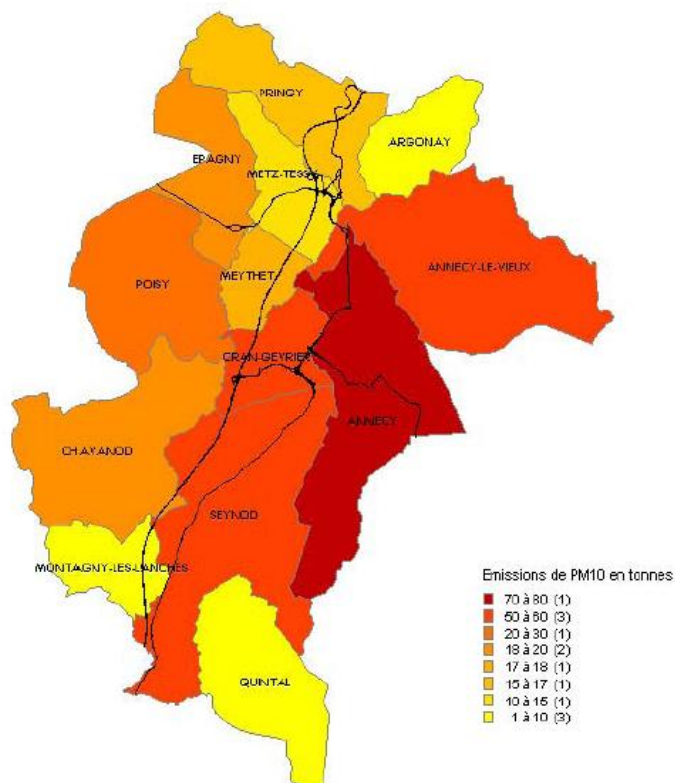 PRINGY
ARGONAY
EPAGNY
METZ-TESSY
ANNECY-LE-VIEUX
MEYTHET
POISY
CRAN-GEVRIER
ANNECY
CHAVANOD
SEYNOD
MONTAGNY-LES-LANCHES
QUINTAL
Emissions de PM10 en tonnes
70 à 80 (1)
50 à 60 (3)
20 à 30 (1)
18 à 20 (2)
17 à 18 (1)
15 à 17 (1)
10 à 15 (1)
1 à 10 (3)